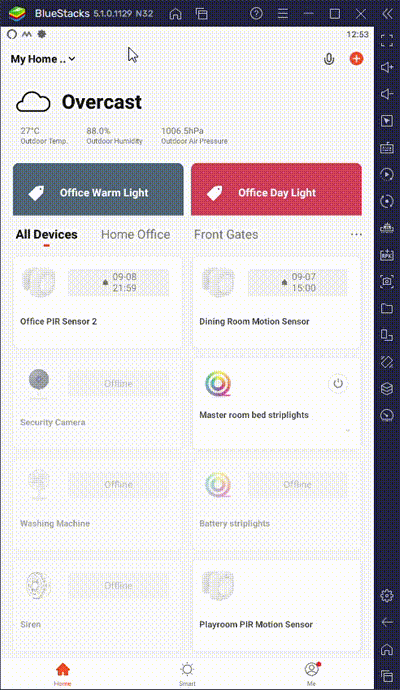 BlueStacks 5.1.0.1129 N32
12:53
My Home ..
Overcast
27°C 88.0% 1006.5hPa
Outdoor Temp. Outdoor Humidity Outdoor Air Pressure
Office Warm Light Office Day Light
All Devices Home Office Front Gates ...
09-08
21:59
Office PIR Sensor 2
09-07
15:00
Dining Room Motion Sensor
Offline
Security Camera
Master room bed striplights
Offline
Washing Machine
Offline
Battery striplights
Offline
Siren
Playroom PIR Motion Sensor
Home Smart Me